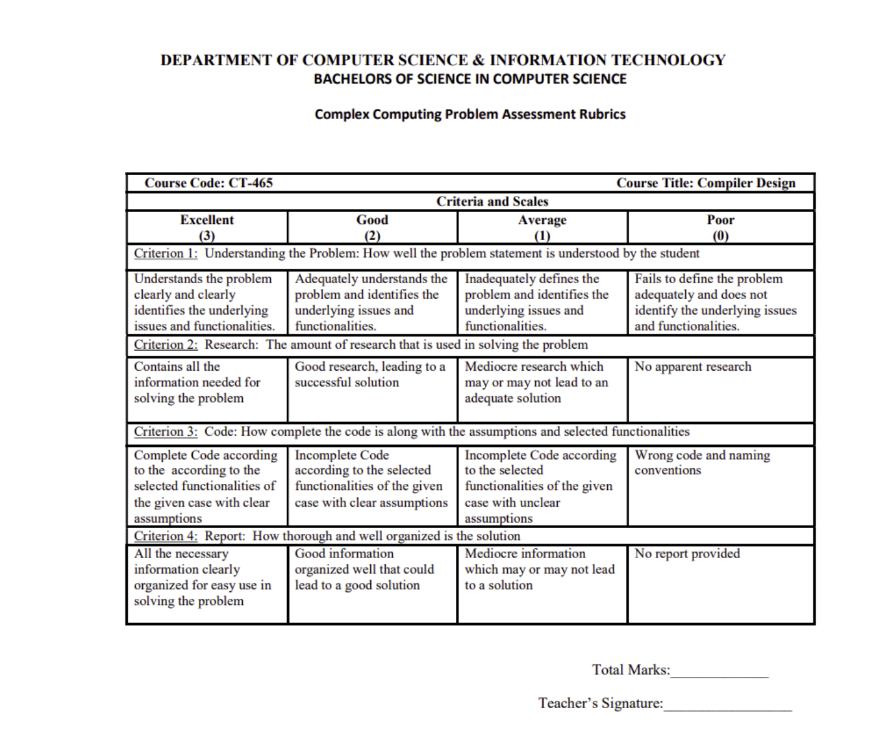 DEPARTMENT OF COMPUTER SCIENCE & INFORMATION TECHNOLOGY
BACHELORS OF SCIENCE IN COMPUTER SCIENCE
Complex Computing Problem Assessment Rubrics
Course Code: CT-465 Course Title: Compiler Design
Criteria and Scales
Excellent
(3)
Good
(2)
Average
(1)
Poor
(0)
Criterion 1: Understanding the Problem: How well the problem statement is understood by the student
Understands the problem
clearly and clearly
identifies the underlying
issues and functionalities.
Adequately understands the
problem and identifies the
underlying issues and
functionalities.
Inadequately defines the
problem and identifies the
underlying issues and
functionalities.
Fails to define the problem
adequately and does not
identify the underlying issues
and functionalities.
Criterion 2: Research: The amount of research that is used in solving the problem
Contains all the
information needed for
solving the problem
Good research, leading to a
successful solution
Mediocre research which
may or may not lead to an
adequate solution
No apparent research
Criterion 3: Code: How complete the code is along with the assumptions and selected functionalities
Complete Code according
to the according to the
selected functionalities of
the given case with clear
assumptions
Incomplete Code
according to the selected
functionalities of the given
case with clear assumptions
Incomplete Code according
to the selected
functionalities of the given
case with unclear
assumptions
Wrong code and naming
conventions
Criterion 4: Report: How thorough and well organized is the solution
All the necessary
information clearly
organized for easy use in
solving the problem
Good information
organized well that could
lead to a good solution
Mediocre information
which may or may not lead
to a solution
No report provided
Total Marks:______________
Teacher's Signature:__________________